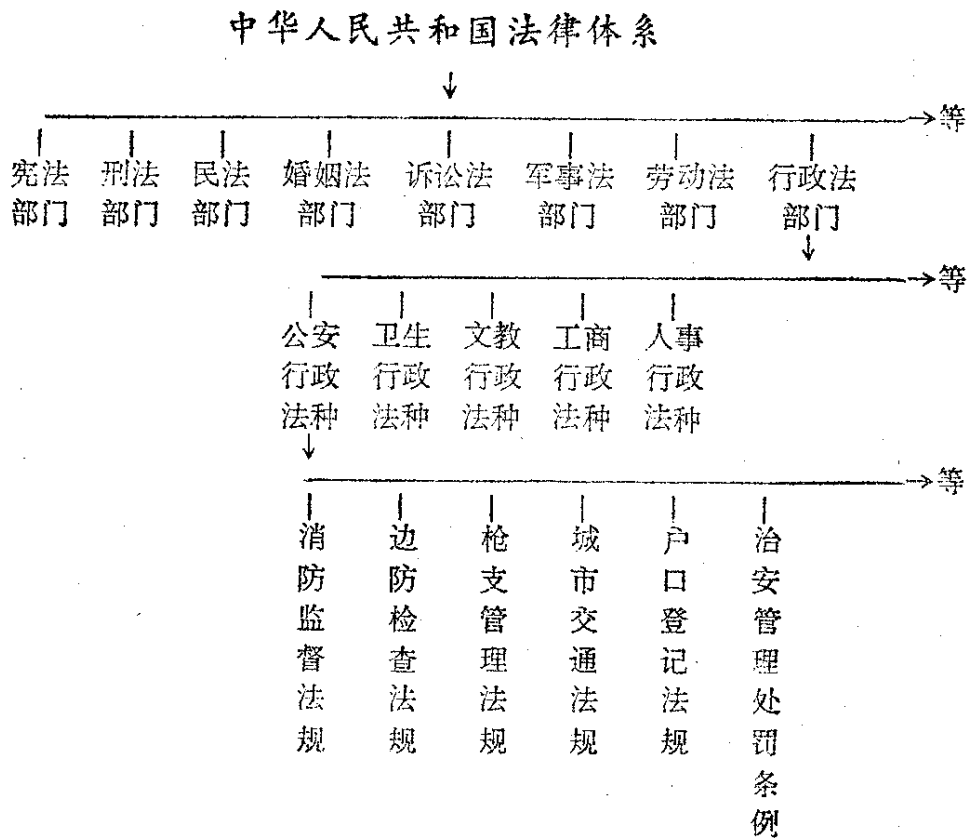 中华人民共和国法律体系
等
宪法 刑法 民法 婚姻法 诉讼法 军事法 劳动法 行政法
部门 部门 部门 部门 部门 部门 部门 部门
等
公安 卫生 文教 工商 人事
行政 行政 行政 行政 行政
法种 法种 法种 法种 法种
等
消防监督法规
边防检查法规
枪支管理法规
城市交通法规
户口登记法规
治安管理处罚条例